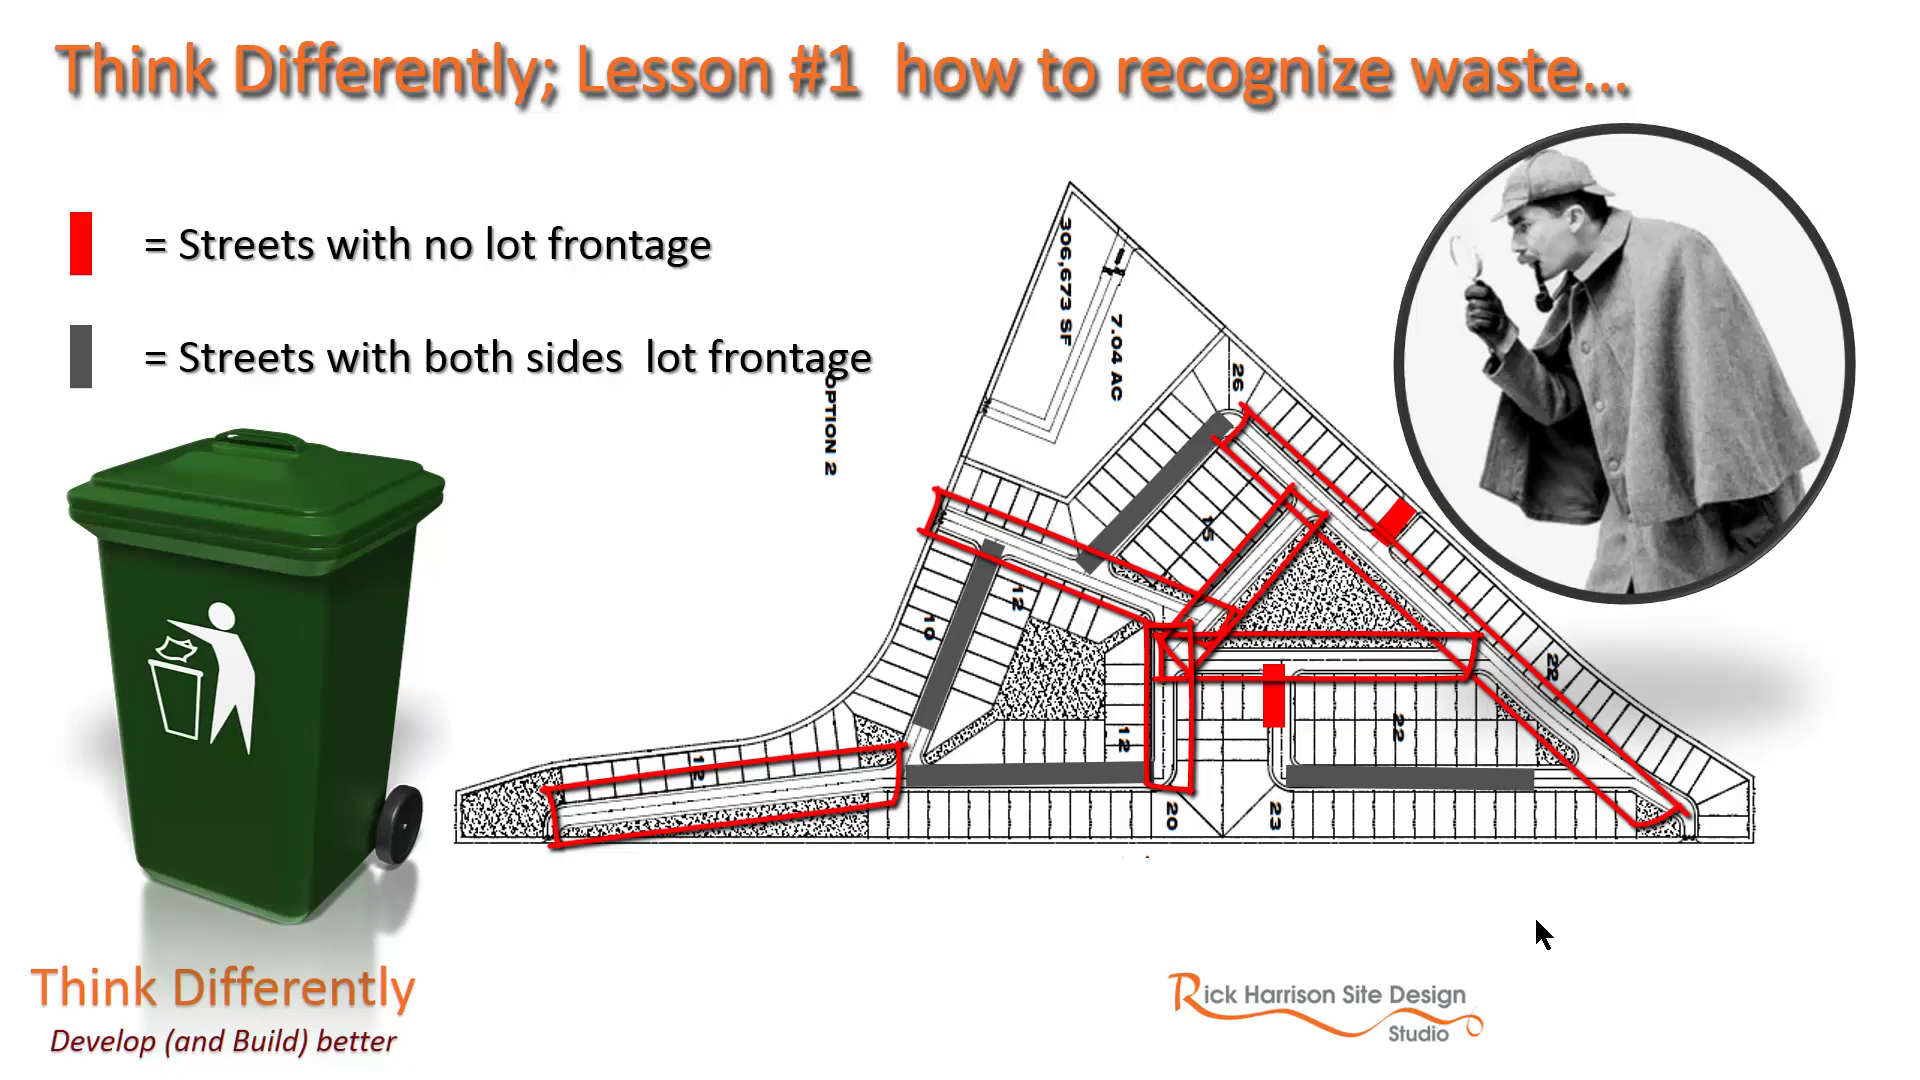 Think Differently; Lesson #1 how to recognize waste...
= Streets with no lot frontage
= Streets with both sides lot frontage
OPTION 2
306,673 SF
7.04 AC
26
15
12
10
12
12
22
22
20
23
Think Differently
Develop (and Build) better
Rick Harrison Site Design
Studio